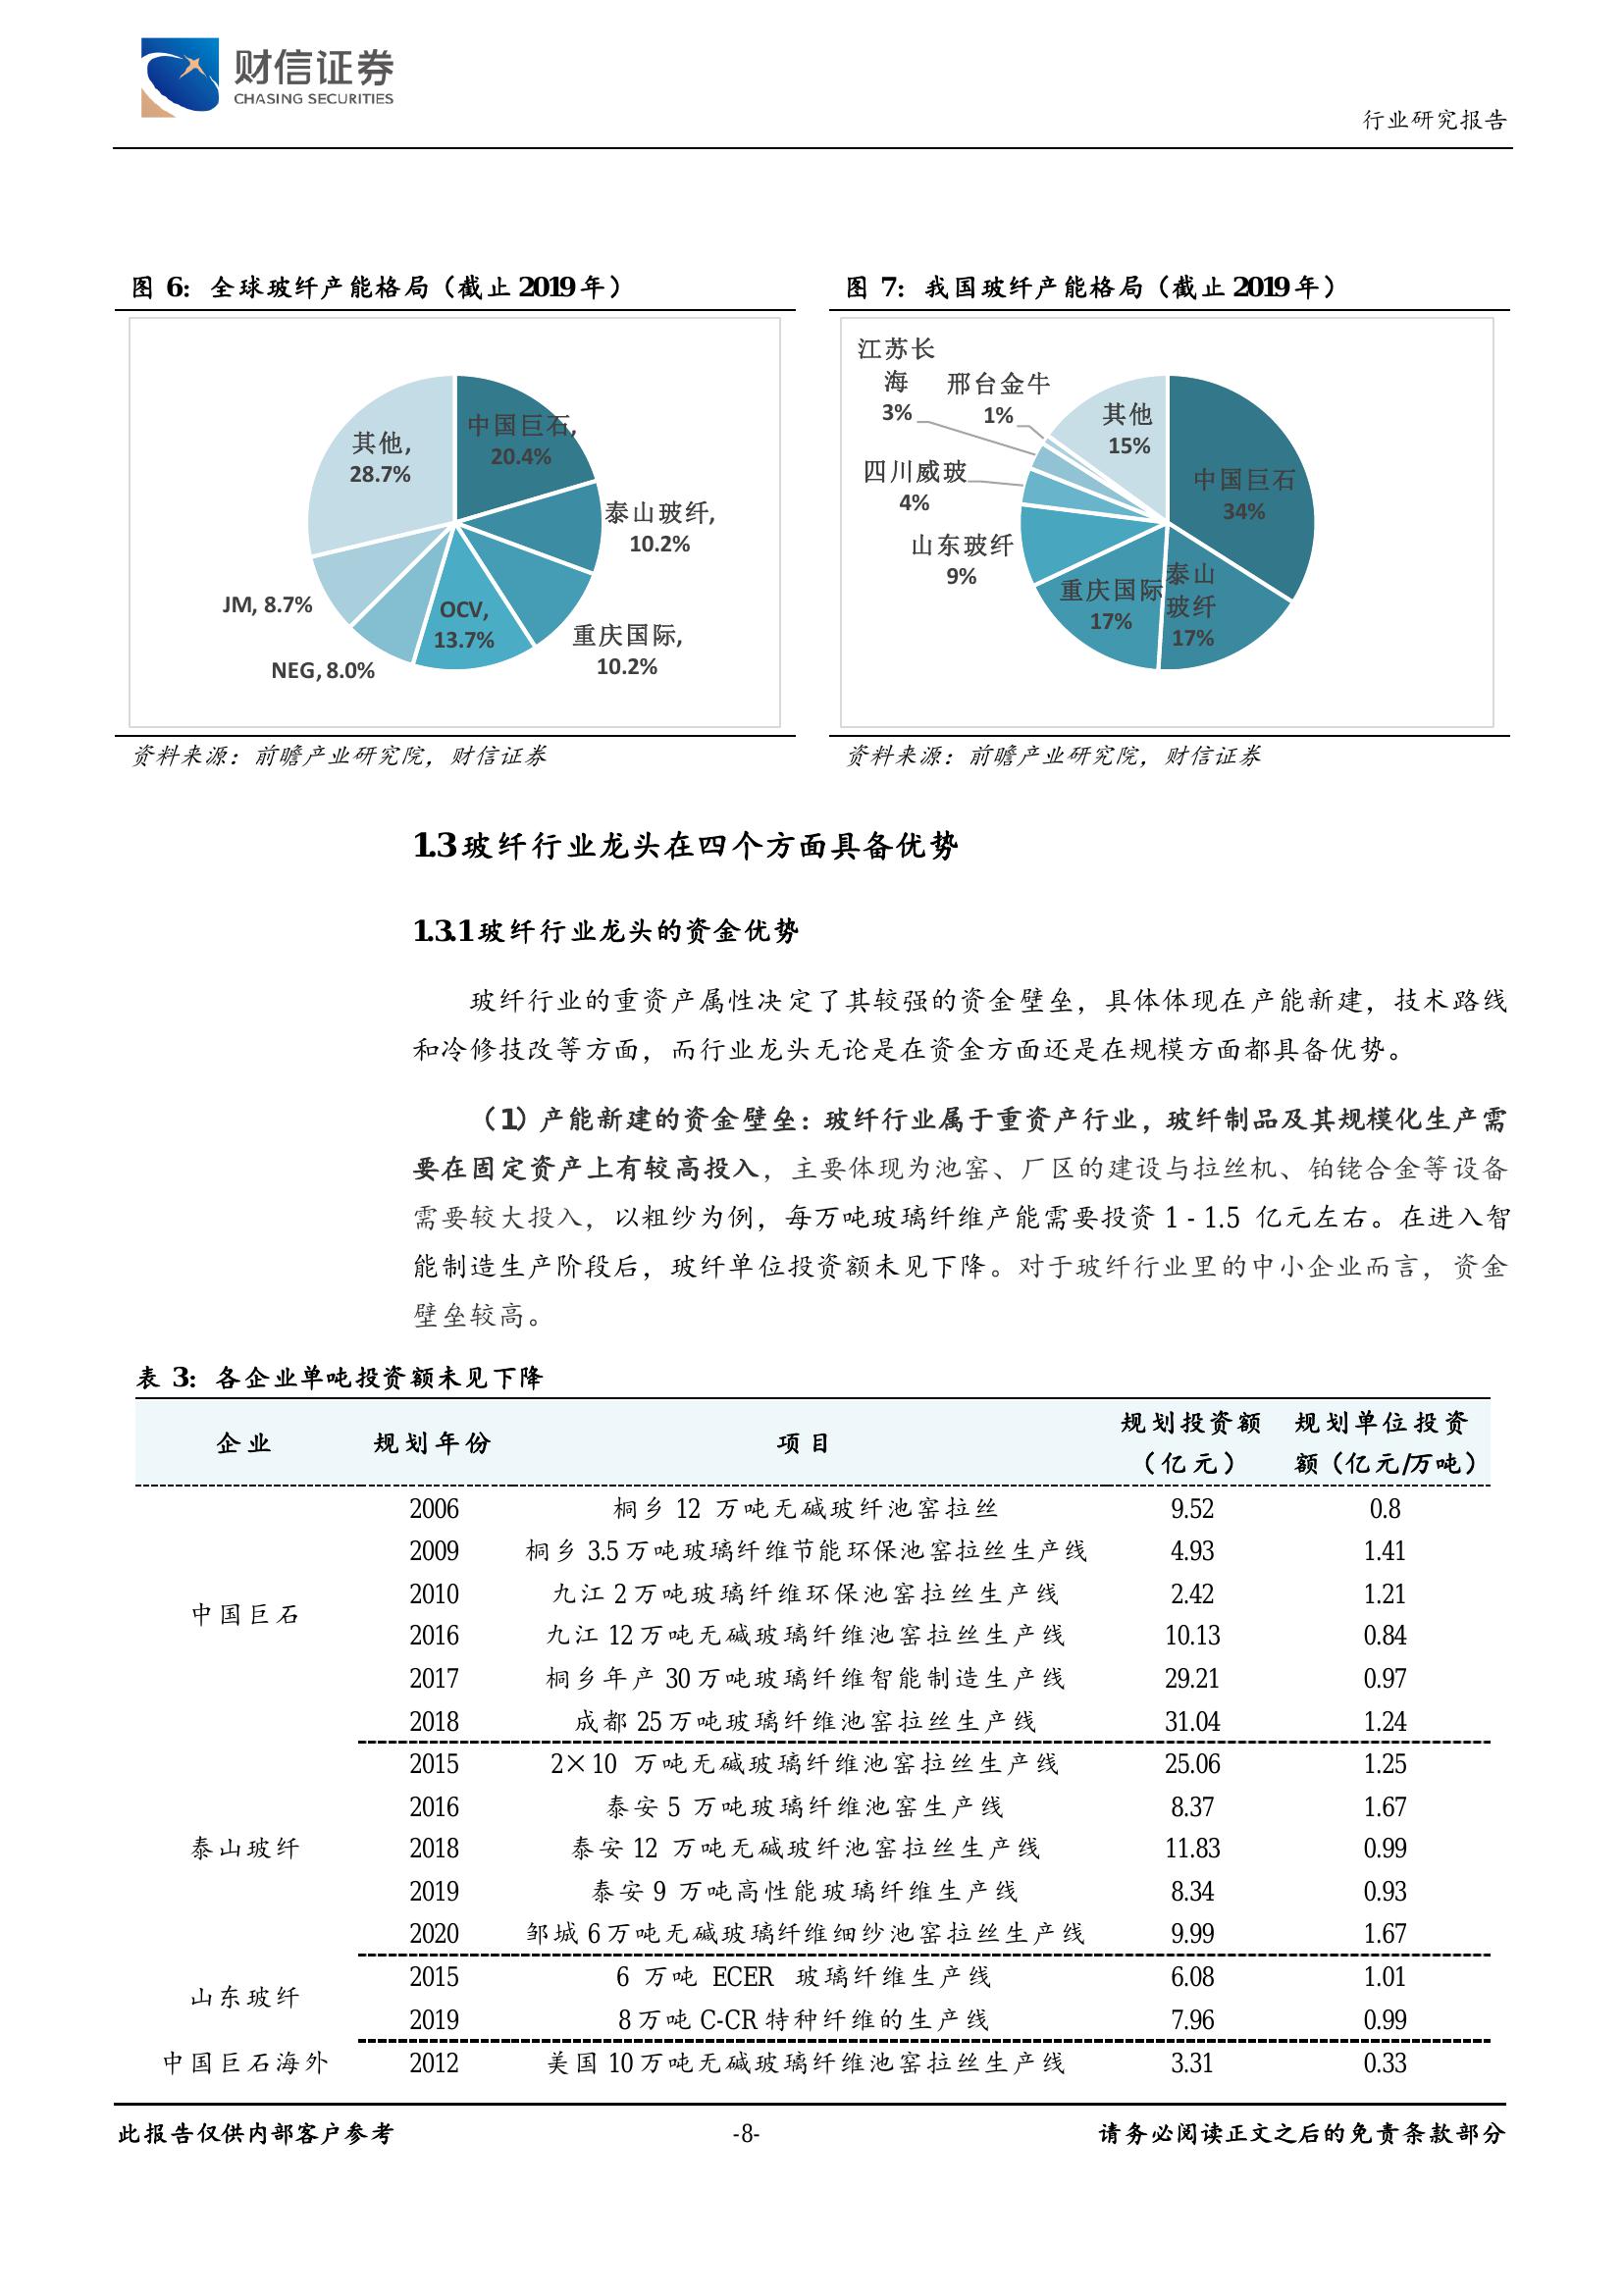 财信证券
CHASING SECURITIES
行业研究报告
图 6：全球玻纤产能格局（截止 2019 年）
中国巨石,
20.4%
泰山玻纤,
10.2%
重庆国际,
10.2%
OCV,
13.7%
NEG, 8.0%
JM, 8.7%
其他,
28.7%
资料来源：前瞻产业研究院，财信证券
图 7：我国玻纤产能格局（截止 2019 年）
江苏长
海
3%
邢台金牛
1%
其他
15%
中国巨石
34%
四川威玻
4%
山东玻纤
9%
重庆国际
17%
泰山
玻纤
17%
资料来源：前瞻产业研究院，财信证券
1.3 玻纤行业龙头在四个方面具备优势
1.3.1 玻纤行业龙头的资金优势
玻纤行业的重资产属性决定了其较强的资金壁垒，具体体现在产能新建，技术路线
和冷修技改等方面，而行业龙头无论是在资金方面还是在规模方面都具备优势。
（1）产能新建的资金壁垒：玻纤行业属于重资产行业，玻纤制品及其规模化生产需
要在固定资产上有较高投入，主要体现为池窑、厂区的建设与拉丝机、铂铑合金等设备
需要较大投入，以粗纱为例，每万吨玻璃纤维产能需要投资 1 - 1.5 亿元左右。在进入智
能制造生产阶段后，玻纤单位投资额未见下降。对于玻纤行业里的中小企业而言，资金
壁垒较高。
表 3：各企业单吨投资额未见下降
企业 规划年份 项目 规划投资额（亿元） 规划单位投资额（亿元/万吨）
中国巨石 2006 桐乡 12 万吨无碱玻纤池窑拉丝 9.52 0.8
2009 桐乡 3.5 万吨玻璃纤维节能环保池窑拉丝生产线 4.93 1.41
2010 九江 2 万吨玻璃纤维环保池窑拉丝生产线 2.42 1.21
2016 九江 12 万吨无碱玻璃纤维池窑拉丝生产线 10.13 0.84
2017 桐乡年产 30 万吨玻璃纤维智能制造生产线 29.21 0.97
2018 成都 25 万吨玻璃纤维池窑拉丝生产线 31.04 1.24
泰山玻纤 2015 2×10 万吨无碱玻璃纤维池窑拉丝生产线 25.06 1.25
2016 泰安 5 万吨玻璃纤维池窑生产线 8.37 1.67
2018 泰安 12 万吨无碱玻纤池窑拉丝生产线 11.83 0.99
2019 泰安 9 万吨高性能玻璃纤维生产线 8.34 0.93
2020 邹城 6 万吨无碱玻璃纤维细纱池窑拉丝生产线 9.99 1.67
山东玻纤 2015 6 万吨 ECER 玻璃纤维生产线 6.08 1.01
2019 8 万吨 C-CR 特种纤维的生产线 7.96 0.99
中国巨石海外 2012 美国 10 万吨无碱玻璃纤维池窑拉丝生产线 3.31 0.33
此报告仅供内部客户参考 -8- 请务必阅读正文之后的免责条款部分